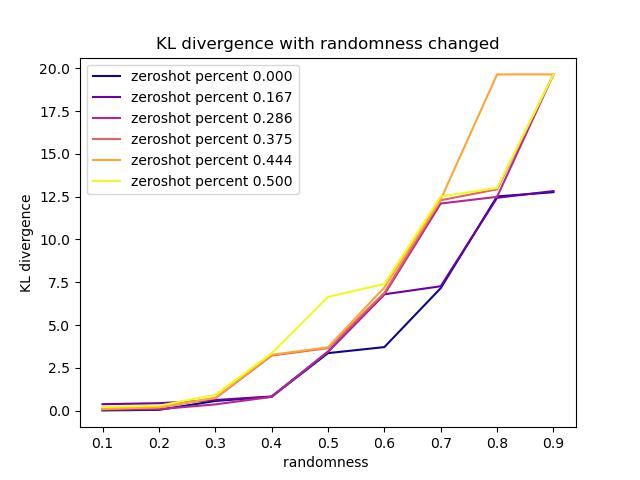 KL divergence with randomness changed
20.0
17.5
15.0
12.5
10.0
7.5
5.0
2.5
0.0
KL divergence
zeroshot percent 0.000
zeroshot percent 0.167
zeroshot percent 0.286
zeroshot percent 0.375
zeroshot percent 0.444
zeroshot percent 0.500
0.1 0.2 0.3 0.4 0.5 0.6 0.7 0.8 0.9
randomness